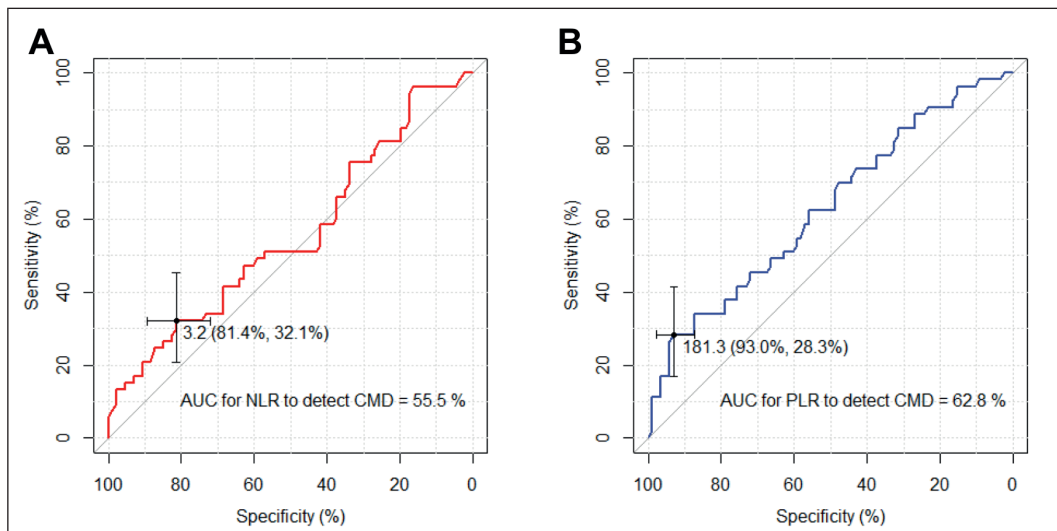 A
Sensitivity (%)
100
80
60
40
20
0
3.2 (81.4%, 32.1%)
AUC for NLR to detect CMD = 55.5 %
100 80 60 40 20 0
Specificity (%)
B
Sensitivity (%)
100
80
60
40
20
0
181.3 (93.0%, 28.3%)
AUC for PLR to detect CMD = 62.8 %
100 80 60 40 20 0
Specificity (%)